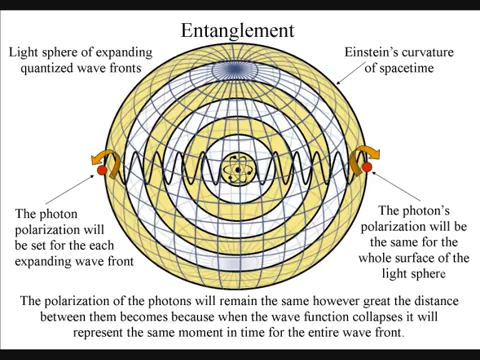 Entanglement
Light sphere of expanding
quantized wave fronts
Einstein's curvature
of spacetime
The photon
polarization will
be set for the each
expanding wave front
The photon's
polarization will be
the same for the
whole surface of the
light sphere
The polarization of the photons will remain the same however great the distance
between them becomes because when the wave function collapses it will
represent the same moment in time for the entire wave front.